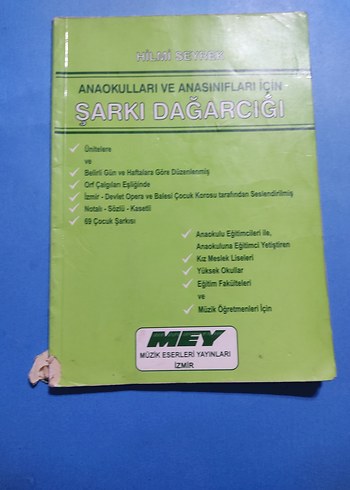 HİLMİ SEYREK
ANAOKULLARI VE ANASINIFLARI İÇİN
ŞARKI DAĞARCIĞI
Ünitelere
ve
Belirli Gün ve Haftalara Göre Düzenlenmiş
Orf Çalgıları Eşliğinde
İzmir - Devlet Opera ve Balesi Çocuk Korosu tarafından Seslendirilmiş
Notalı - Sözlü - Kasetli
69 Çocuk Şarkısı
Anaokulu Eğitimcileri ile,
Anaokuluna Eğitimci Yetiştiren
Kız Meslek Liseleri
Yüksek Okullar
Eğitim Fakülteleri
ve
Müzik Öğretmenleri İçin
MEY
MÜZİK ESERLERİ YAYINLARI
İZMİR